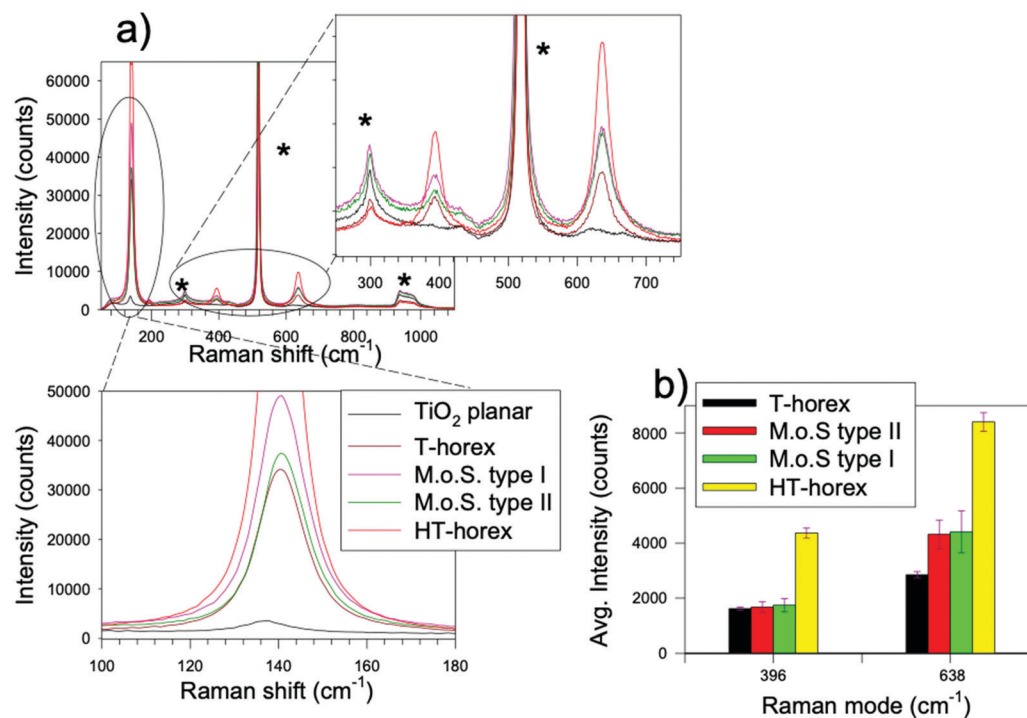 a)
60000
50000
40000
30000
20000
10000
0
Intensity (counts)
200 400 600 800 1000
Raman shift (cm-1)
*
*
*
*
*
300 400 500 600 700
50000
40000
30000
20000
10000
0
Intensity (counts)
100 120 140 160 180
Raman shift (cm-1)
TiO2 planar
T-horex
M.o.S. type I
M.o.S. type II
HT-horex
b)
T-horex
M.o.S type II
M.o.S type I
HT-horex
8000
6000
4000
2000
0
Avg. Intensity (counts)
396 638
Raman mode (cm-1)